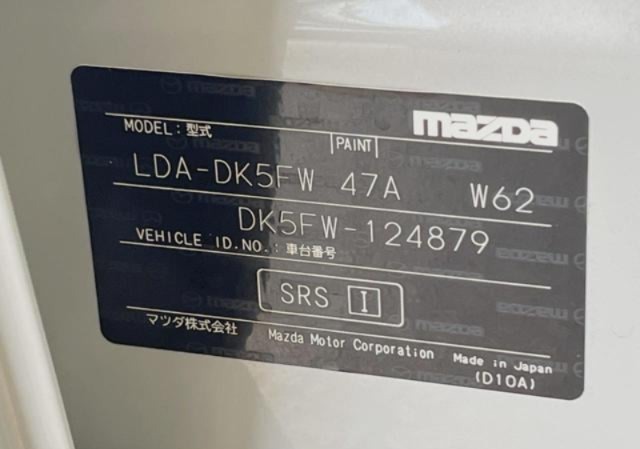 mazda
MODEL:型式
PAINT
LDA-DK5FW 47A W62
DK5FW-124879
VEHICLE ID.NO.:車台番号
SRS I
マツダ株式会社 Mazda Motor Corporation Made in Japan
(D10A)